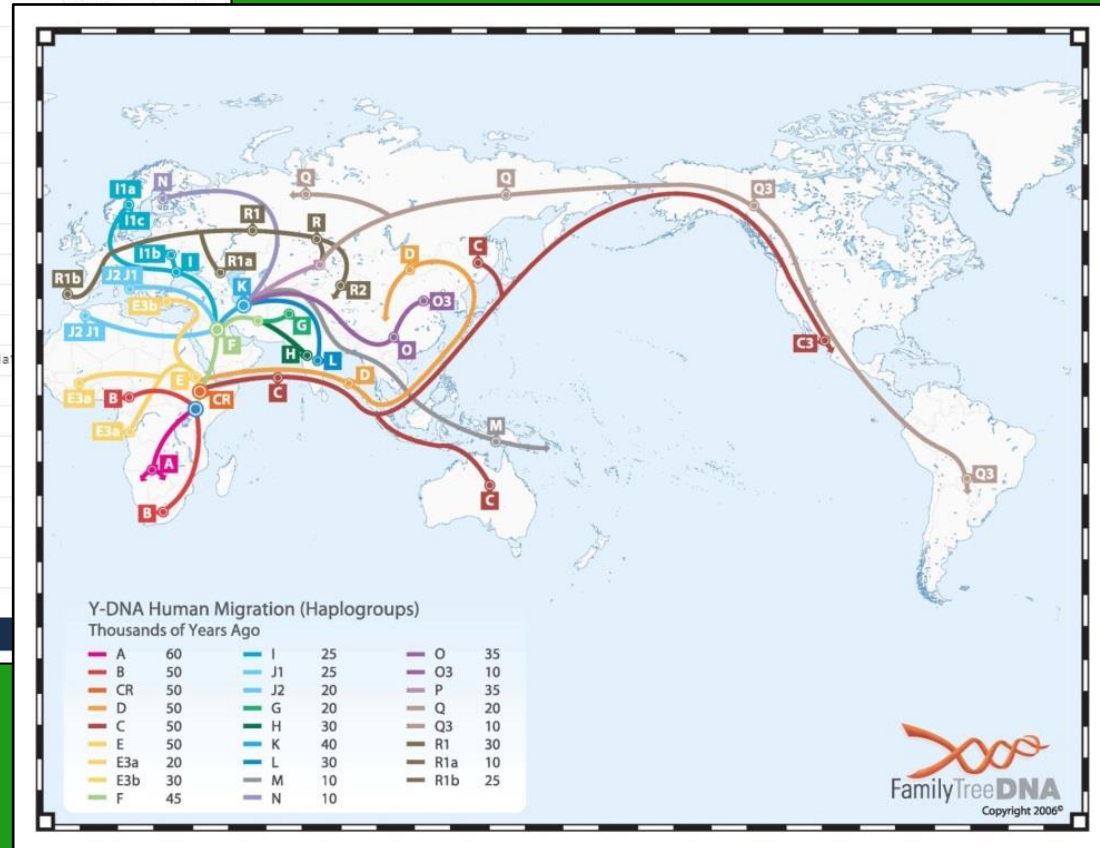 I1a
N
Q
Q
Q3
I1c
R1
R
I1b
I
C
D
J2 J1
R1a
R1b
K
R2
E3b
O3
J2 J1
G
F
O
C3
H
L
E
D
C
E3a
B
CR
M
E3a
A
Q3
C
B
Y-DNA Human Migration (Haplogroups)
Thousands of Years Ago
A 60
B 50
CR 50
D 50
C 50
E 50
E3a 20
E3b 30
F 45
I 25
J1 25
J2 20
G 20
H 30
K 40
L 30
M 10
N 10
O 35
O3 10
P 35
Q 20
Q3 10
R1 30
R1a 10
R1b 25
FamilyTreeDNA
Copyright 2006©